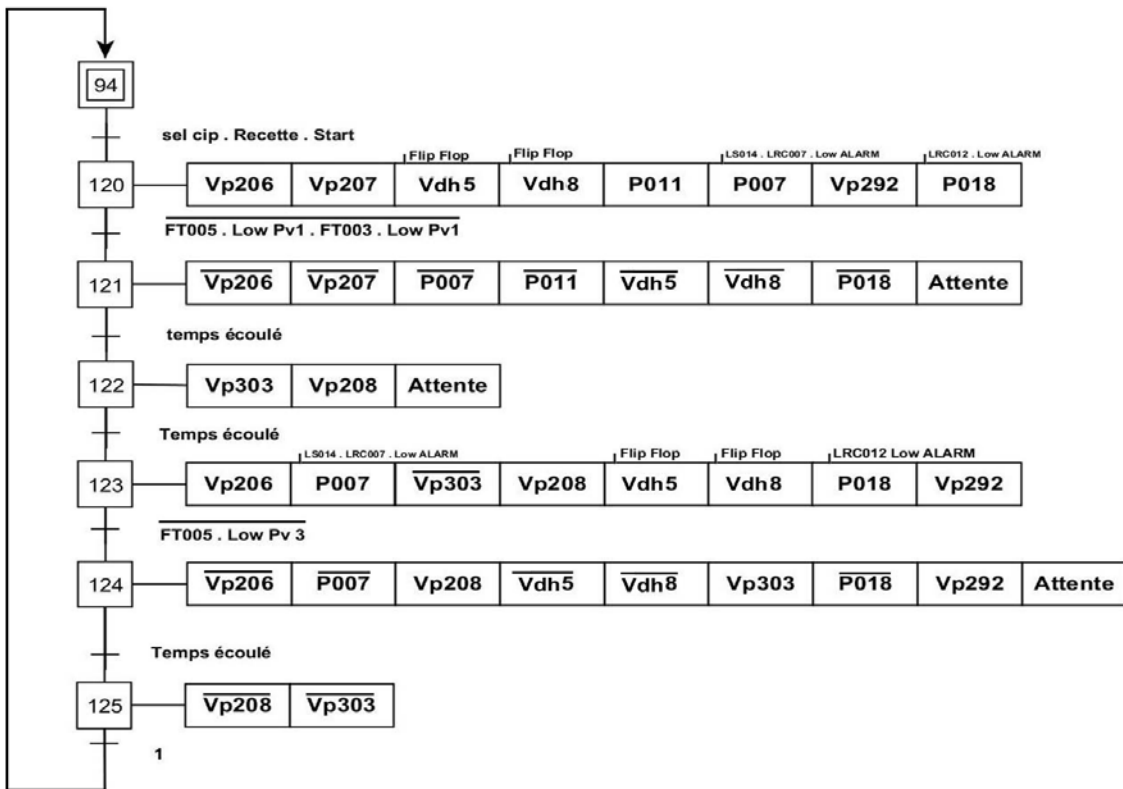 94
sel cip . Recette . Start
Flip Flop Flip Flop LS014 . LRC007 . Low ALARM LRC012 . Low ALARM
120 Vp206 Vp207 Vdh5 Vdh8 P011 P007 Vp292 P018
FT005 . Low Pv1 . FT003 . Low Pv1
121 Vp206 Vp207 P007 P011 Vdh5 Vdh8 P018 Attente
temps écoulé
122 Vp303 Vp208 Attente
Temps écoulé
LS014 . LRC007 . Low ALARM Flip Flop Flip Flop LRC012 Low ALARM
123 Vp206 P007 Vp303 Vp208 Vdh5 Vdh8 P018 Vp292
FT005 . Low Pv 3
124 Vp206 P007 Vp208 Vdh5 Vdh8 Vp303 P018 Vp292 Attente
Temps écoulé
125 Vp208 Vp303
1